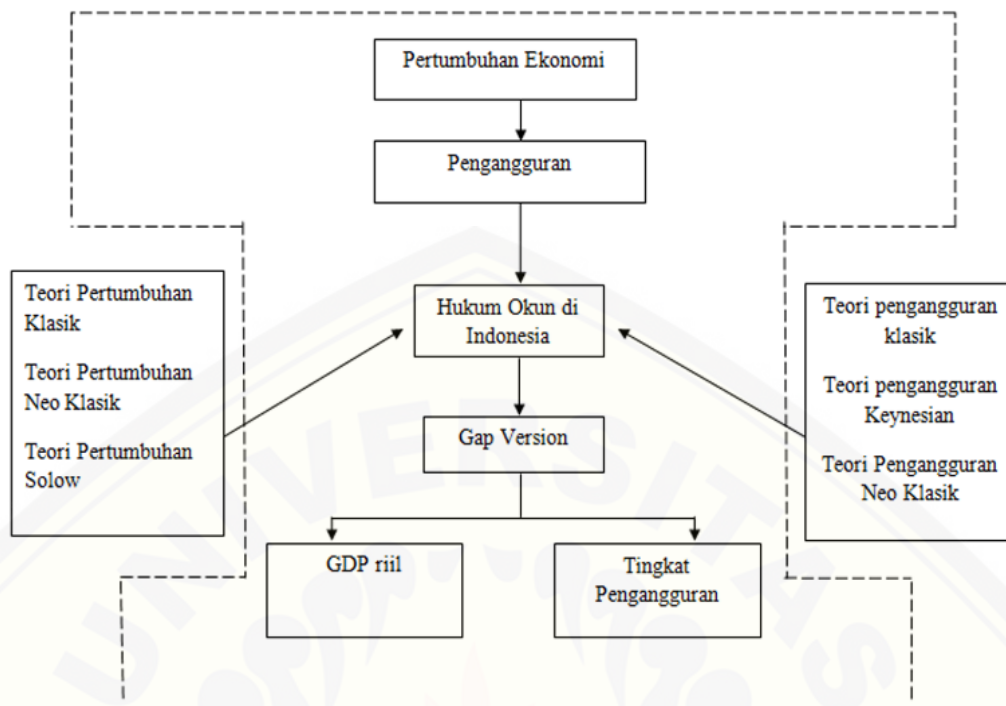 Pertumbuhan Ekonomi
Pengangguran
Teori Pertumbuhan
Klasik
Teori Pertumbuhan
Neo Klasik
Teori Pertumbuhan
Solow
Hukum Okun di
Indonesia
Gap Version
Teori pengangguran
klasik
Teori pengangguran
Keynesian
Teori Pengangguran
Neo Klasik
GDP riil
Tingkat
Pengangguran
UNIVERSITAS